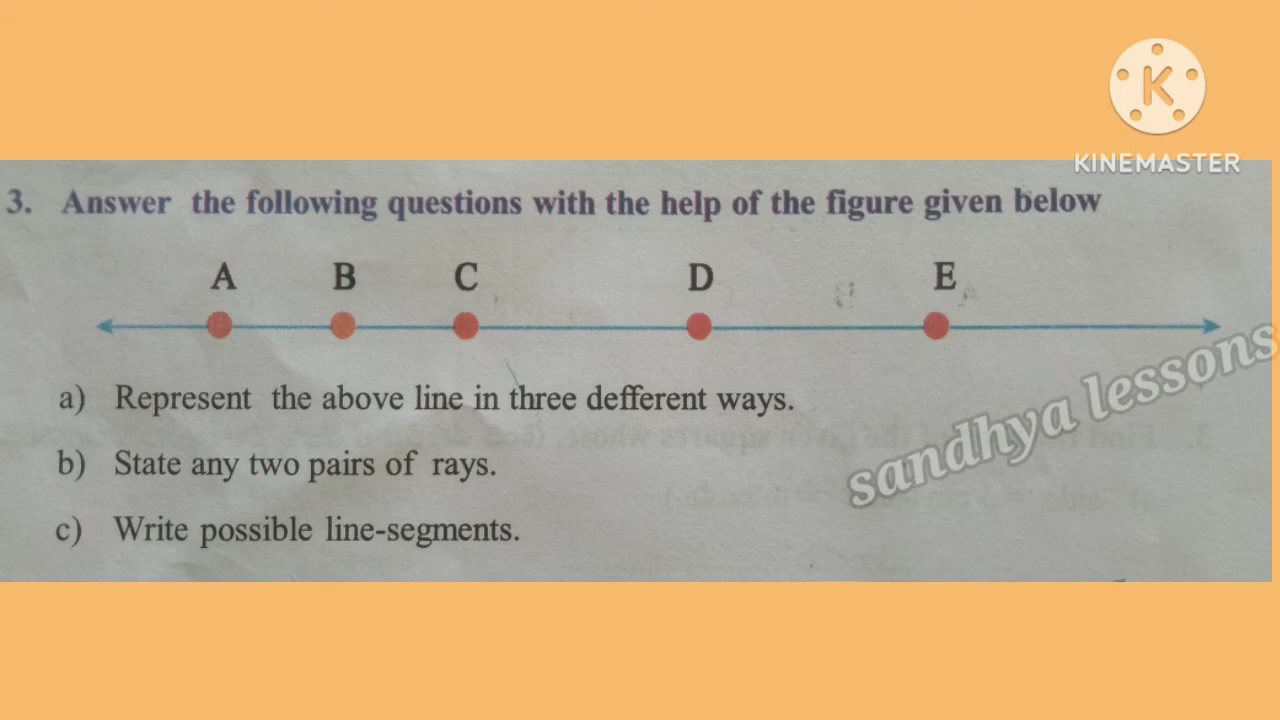 K
KINEMASTER
3. Answer the following questions with the help of the figure given below
A B C D E
a) Represent the above line in three defferent ways.
b) State any two pairs of rays.
c) Write possible line-segments.
sandhya lessons